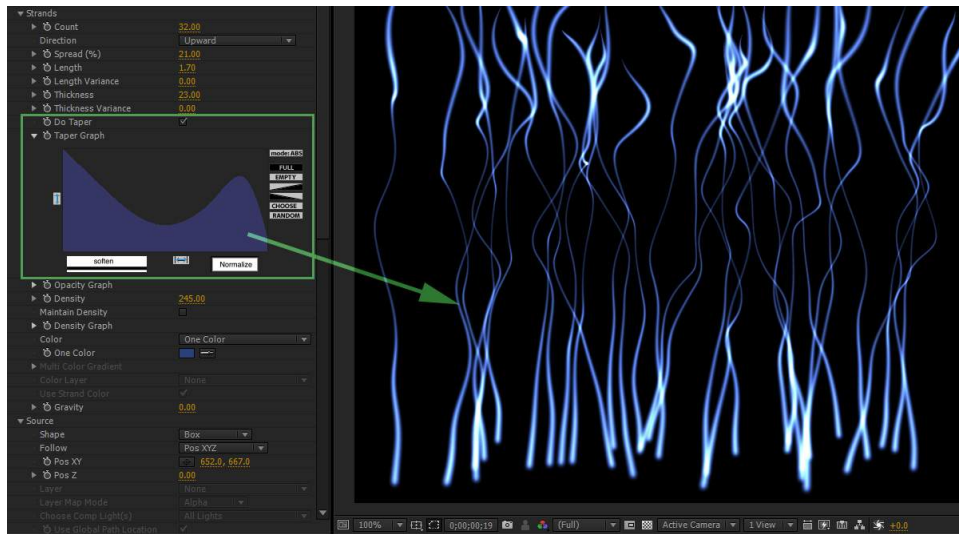 Strands
Count 32.00
Direction Upward
Spread (%) 21.00
Length 1.70
Length Variance 0.00
Thickness 23.00
Thickness Variance 0.00
Do Taper
Taper Graph
mode: ABS
FULL
EMPTY
CHOOSE
RANDOM
soften
Normalize
Opacity Graph
Density 245.00
Maintain Density
Density Graph
Color One Color
One Color
Multi Color Gradient
Color Layer None
Use Strand Color
Gravity 0.00
Source
Shape Box
Follow Pos XYZ
Pos XY 652.0, 667.0
Pos Z 0.00
Layer None
Layer Map Mode Alpha
Choose Comp Light(s) All Lights
Use Global Path Location
100% 0;00;00;19 (Full) Active Camera 1 View +0.0